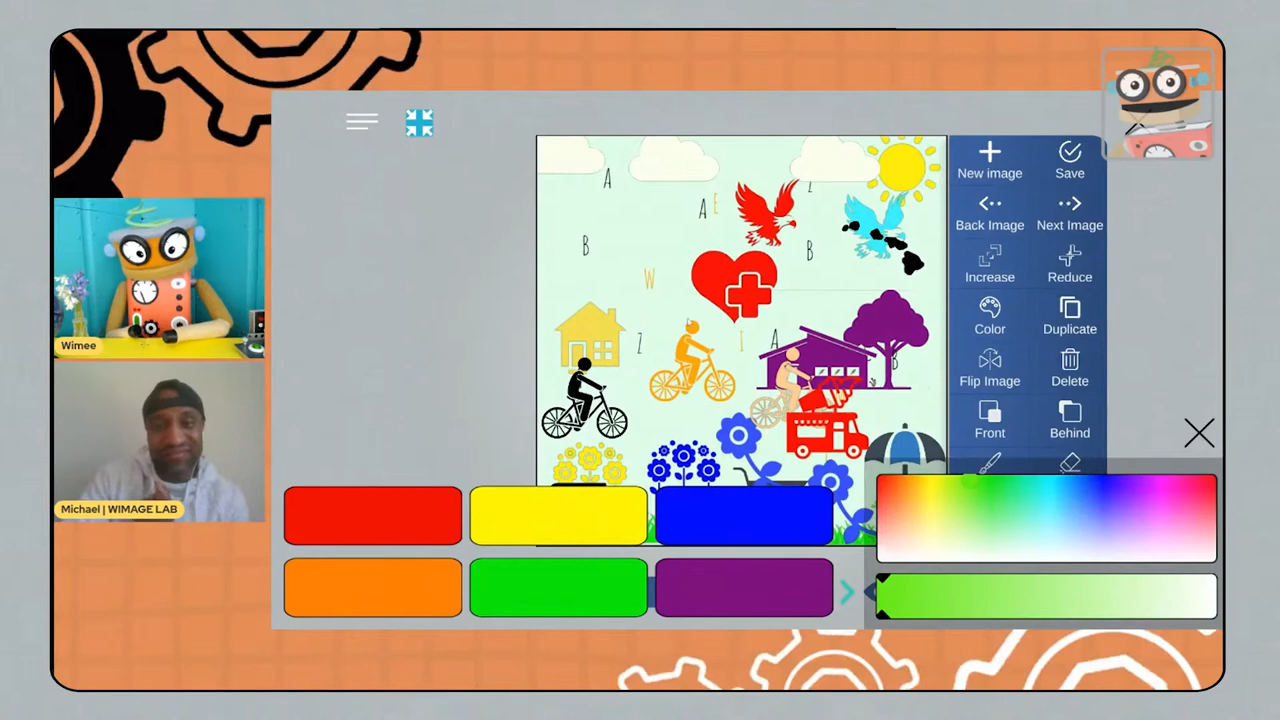 New image
Save
Back Image
Next Image
Increase
Reduce
Color
Duplicate
Flip Image
Delete
Front
Behind
A
A
E
Z
B
B
W
Z
I
A
B
Wimee
Michael | WIMAGE LAB